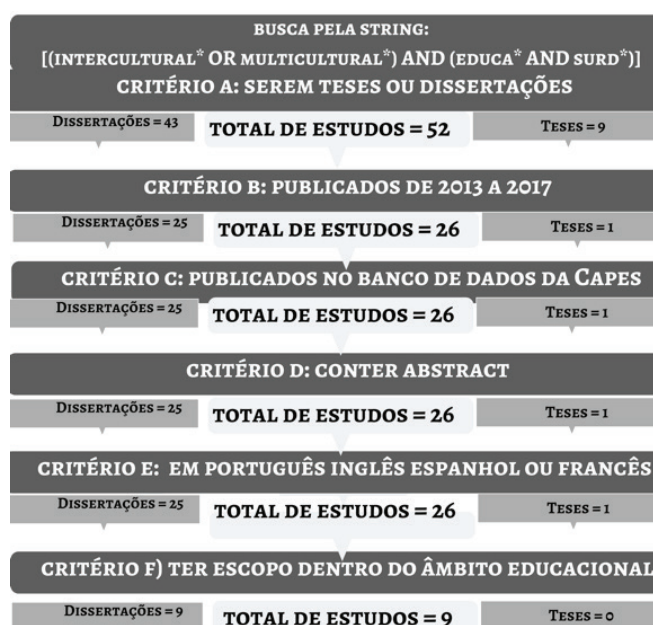 BUSCA PELA STRING:
[(INTERCULTURAL* OR MULTICULTURAL*) AND (EDUCA* AND SURD*)]
CRITÉRIO A: SEREM TESES OU DISSERTAÇÕES
DISSERTAÇÕES = 43 TOTAL DE ESTUDOS = 52 TESES = 9
CRITÉRIO B: PUBLICADOS DE 2013 A 2017
DISSERTAÇÕES = 25 TOTAL DE ESTUDOS = 26 TESES = 1
CRITÉRIO C: PUBLICADOS NO BANCO DE DADOS DA CAPES
DISSERTAÇÕES = 25 TOTAL DE ESTUDOS = 26 TESES = 1
CRITÉRIO D: CONTER ABSTRACT
DISSERTAÇÕES = 25 TOTAL DE ESTUDOS = 26 TESES = 1
CRITÉRIO E: EM PORTUGUÊS INGLÊS ESPANHOL OU FRANCÊS
DISSERTAÇÕES = 25 TOTAL DE ESTUDOS = 26 TESES = 1
CRITÉRIO F) TER ESCOPO DENTRO DO ÂMBITO EDUCACIONAL
DISSERTAÇÕES = 9 TOTAL DE ESTUDOS = 9 TESES = 0